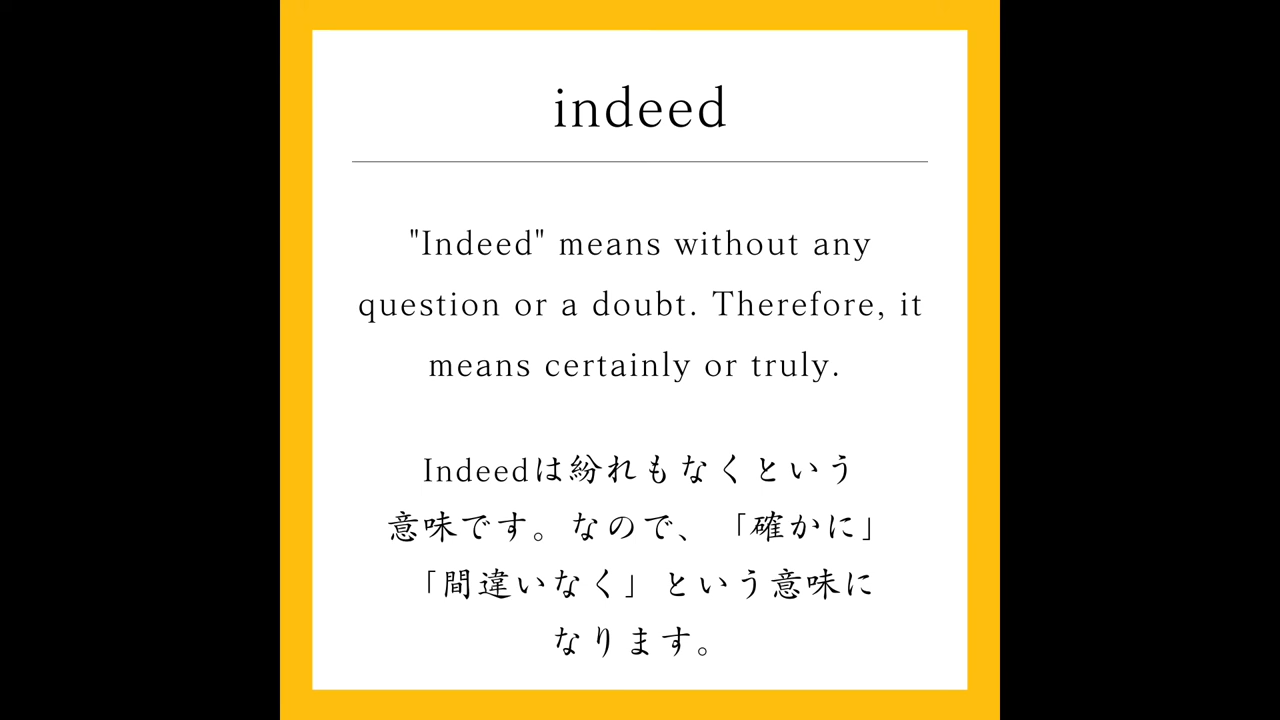 indeed
"Indeed" means without any
question or a doubt. Therefore, it
means certainly or truly.
Indeedは紛れもなくという
意味です。なので、「確かに」
「間違いなく」という意味に
なります。